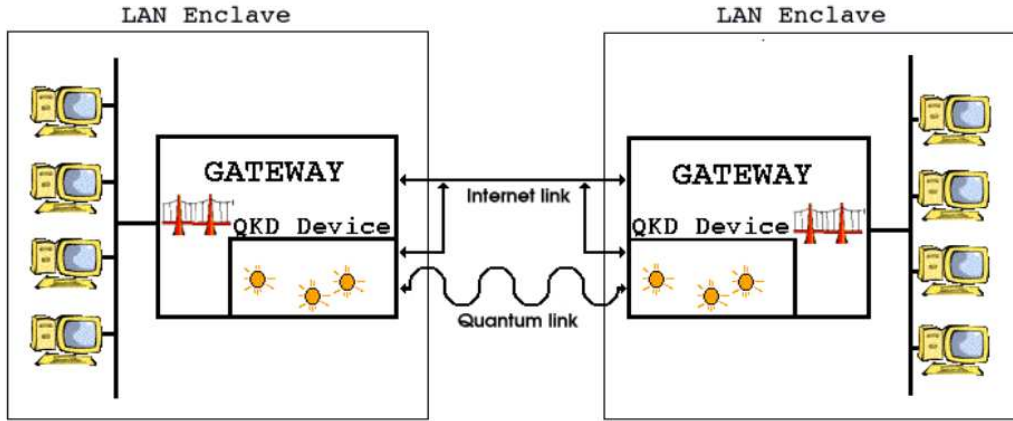 LAN Enclave
LAN Enclave
GATEWAY
GATEWAY
Internet link
QKD Device
QKD Device
Quantum link